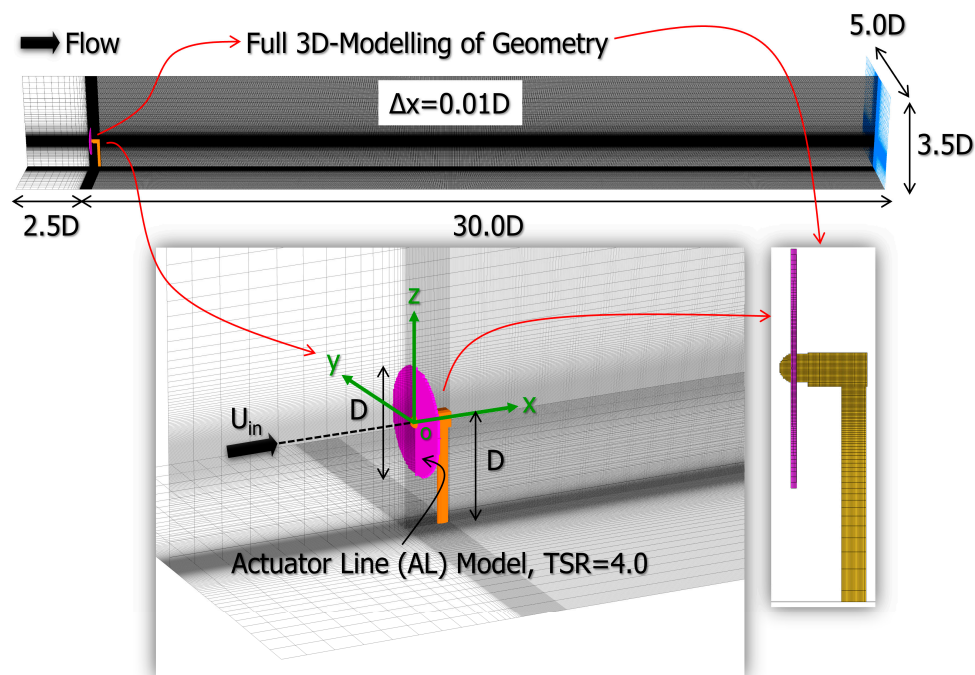 Flow
Full 3D-Modelling of Geometry
5.0D
Δx=0.01D
3.5D
2.5D
30.0D
z
y
x
D
U_in
o
D
Actuator Line (AL) Model, TSR=4.0